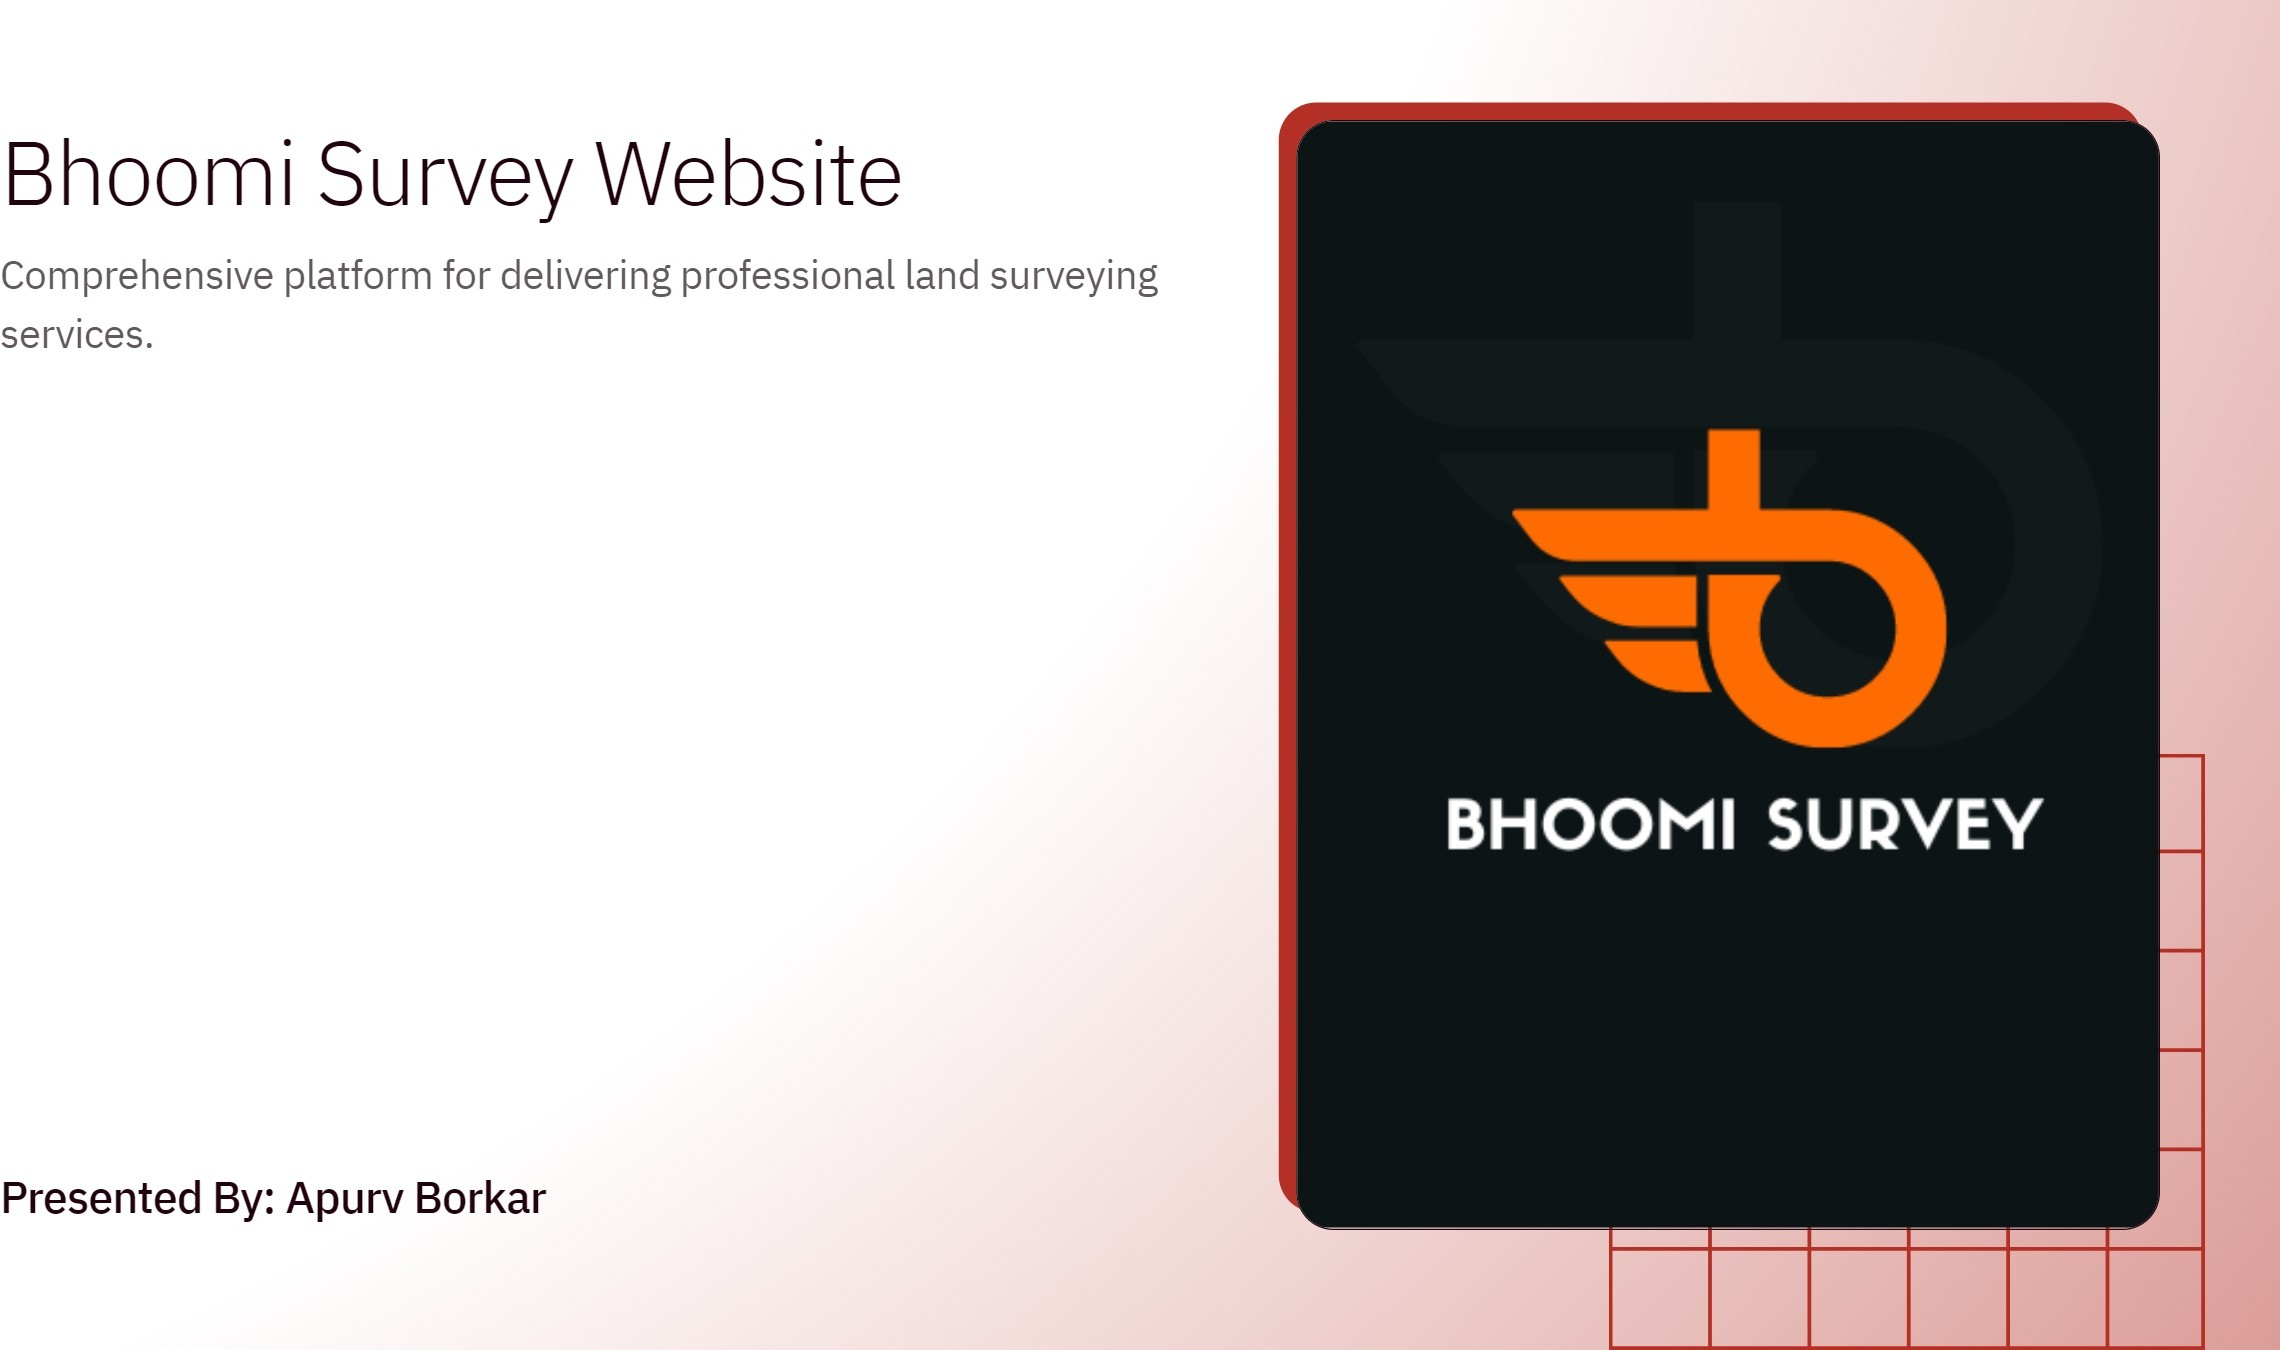 Bhoomi Survey Website
Comprehensive platform for delivering professional land surveying
services.
BHOOMI SURVEY
Presented By: Apurv Borkar